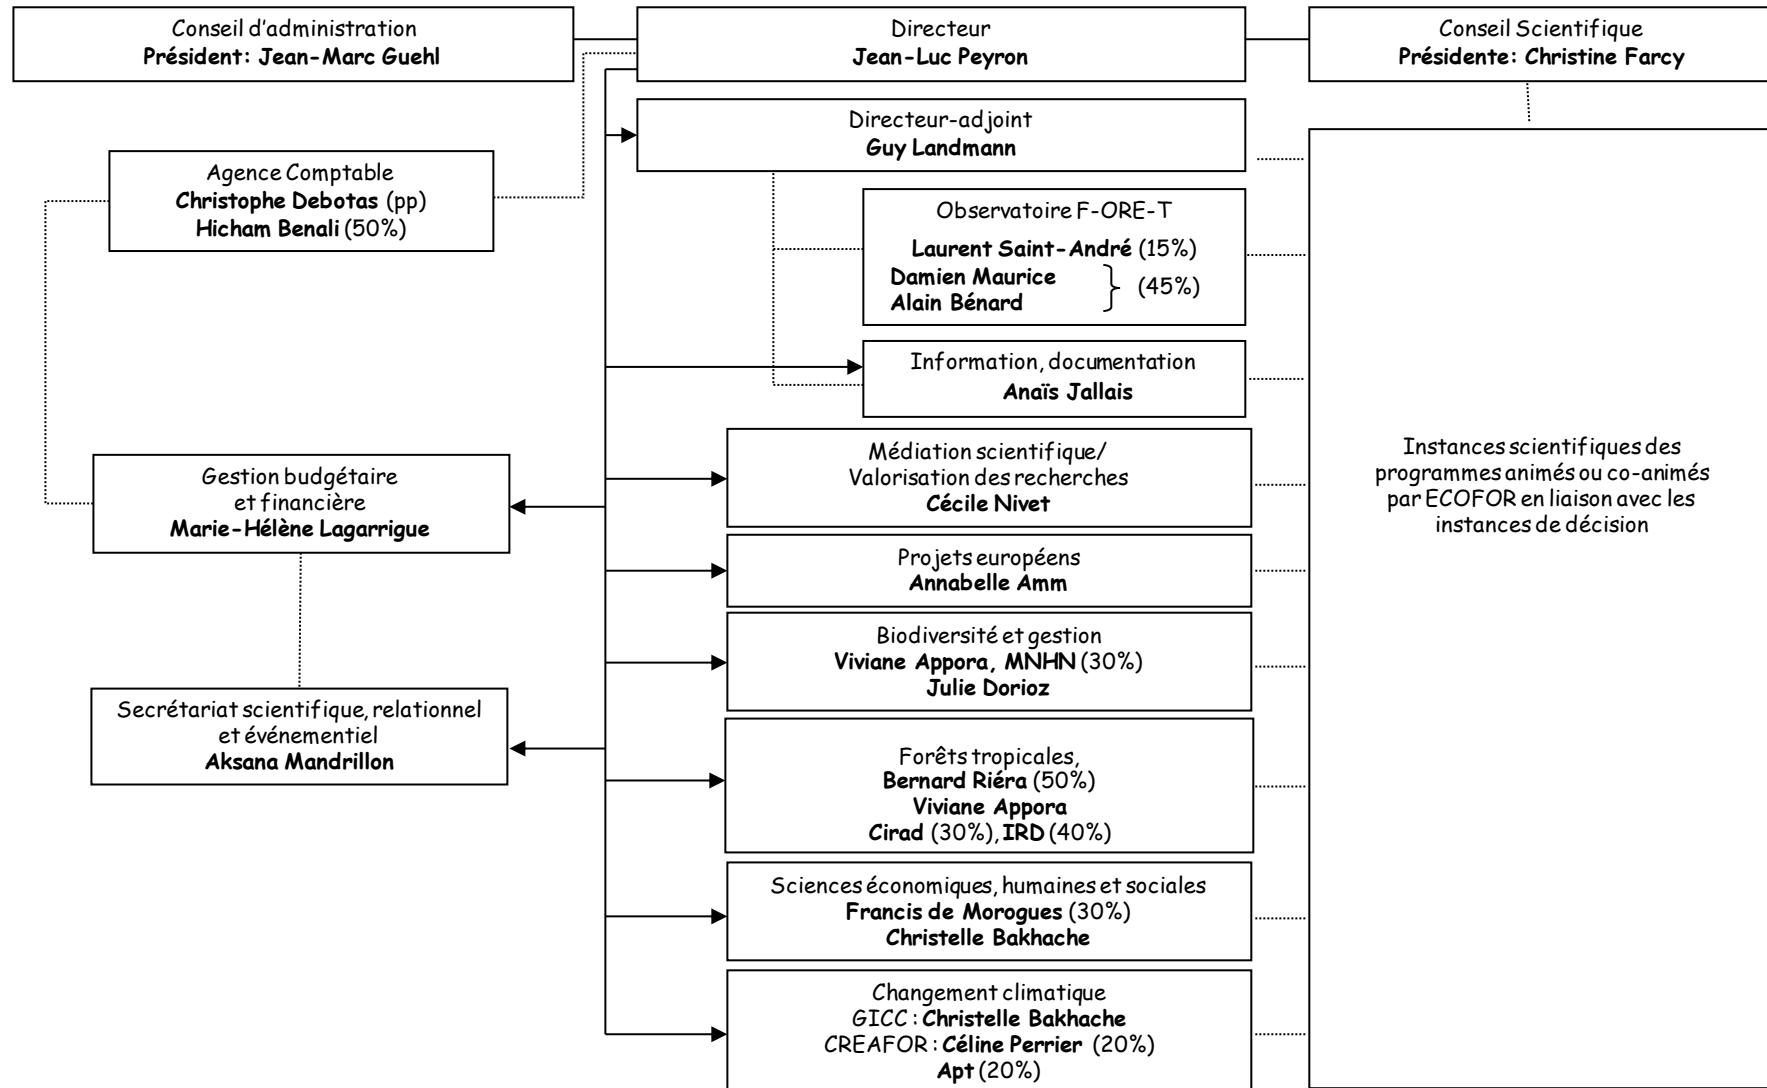 Conseil d'administration
Président: Jean-Marc Guehl
Directeur
Jean-Luc Peyron
Conseil Scientifique
Présidente: Christine Farcy
Directeur-adjoint
Guy Landmann
Agence Comptable
Christophe Debotas (pp)
Hicham Benali (50%)
Observatoire F-ORE-T
Laurent Saint-André (15%)
Damien Maurice
Alain Bénard
(45%)
Information, documentation
Anaïs Jallais
Médiation scientifique/
Valorisation des recherches
Cécile Nivet
Gestion budgétaire
et financière
Marie-Hélène Lagarrigue
Instances scientifiques des
programmes animés ou co-animés
par ECOFOR en liaison avec les
instances de décision
Projets européens
Annabelle Amm
Biodiversité et gestion
Viviane Appora, MNHN (30%)
Julie Dorioz
Secrétariat scientifique, relationnel
et événementiel
Aksana Mandrillon
Forêts tropicales,
Bernard Riéra (50%)
Viviane Appora
Cirad (30%), IRD (40%)
Sciences économiques, humaines et sociales
Francis de Morogues (30%)
Christelle Bakhache
Changement climatique
GICC : Christelle Bakhache
CREAFOR : Céline Perrier (20%)
Apt (20%)